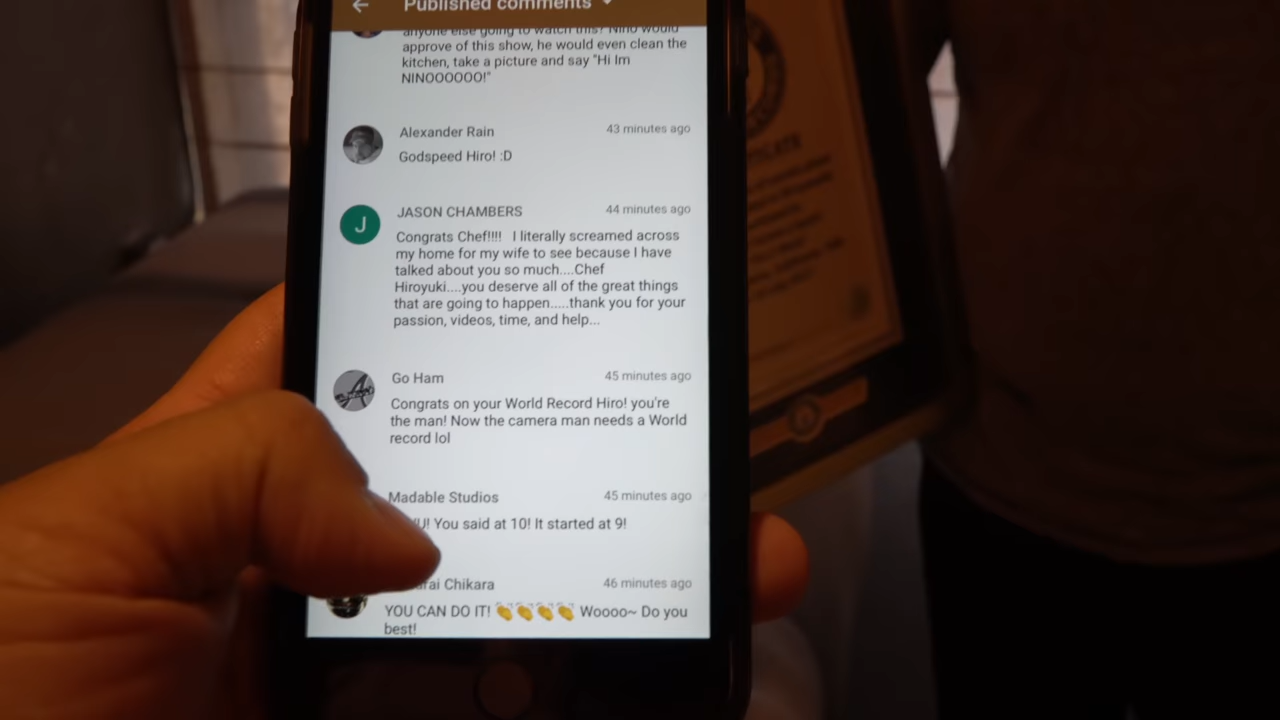 Published comments
anyone else going to watch this? Nino would
approve of this show, he would even clean the
kitchen, take a picture and say "Hi Im
NINOOOOOO!"
Alexander Rain 43 minutes ago
Godspeed Hiro! :D
J
JASON CHAMBERS 44 minutes ago
Congrats Chef!!!! I literally screamed across
my home for my wife to see because I have
talked about you so much....Chef
Hiroyuki....you deserve all of the great things
that are going to happen.....thank you for your
passion, videos, time, and help...
Go Ham 45 minutes ago
Congrats on your World Record Hiro! you're
the man! Now the camera man needs a World
record lol
Madable Studios 45 minutes ago
You said at 10! It started at 9!
Chikara 46 minutes ago
YOU CAN DO IT! 👏👏👏👏 Woooo~ Do you
best!